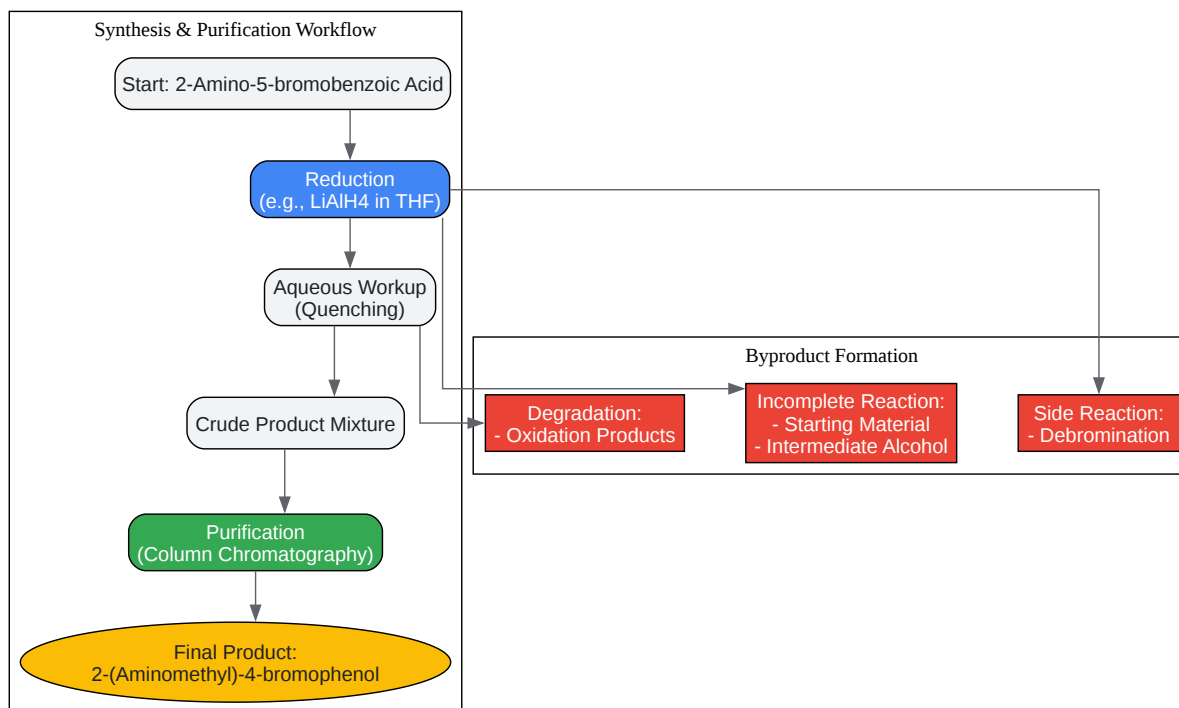 Synthesis & Purification Workflow
Start: 2-Amino-5-bromobenzoic Acid
Reduction
(e.g., LiAlH4 in THF)
Aqueous Workup
(Quenching)
Crude Product Mixture
Purification
(Column Chromatography)
Final Product:
2-(Aminomethyl)-4-bromophenol
Byproduct Formation
Degradation:
- Oxidation Products
Incomplete Reaction:
- Starting Material
- Intermediate Alcohol
Side Reaction:
- Debromination